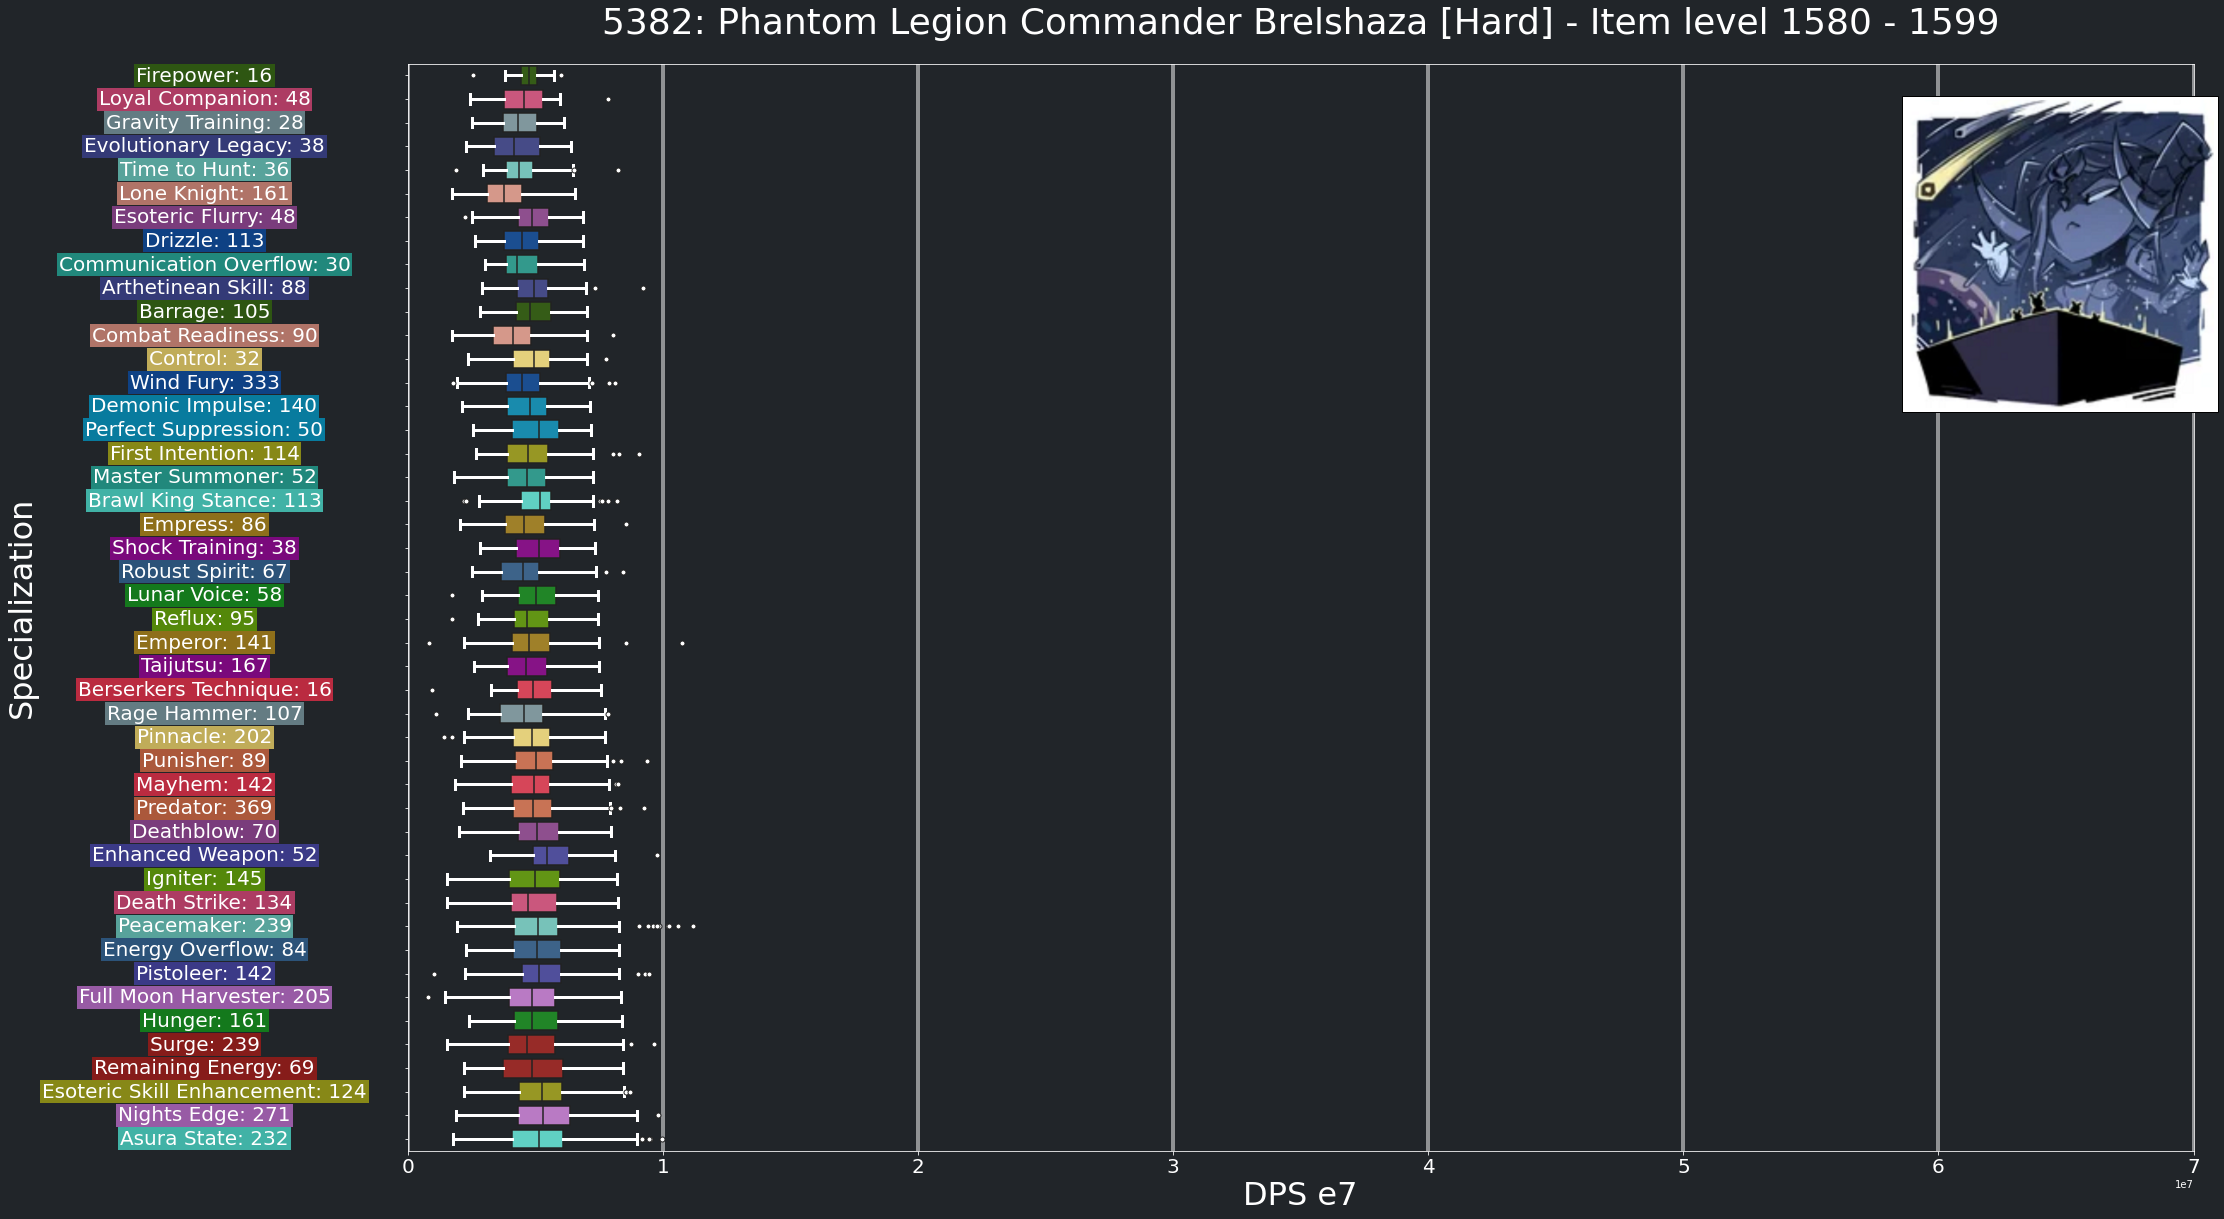 5382: Phantom Legion Commander Brelshaza [Hard] - Item level 1580 - 1599
Specialization
Firepower: 16
Loyal Companion: 48
Gravity Training: 28
Evolutionary Legacy: 38
Time to Hunt: 36
Lone Knight: 161
Esoteric Flurry: 48
Drizzle: 113
Communication Overflow: 30
Arthetinean Skill: 88
Barrage: 105
Combat Readiness: 90
Control: 32
Wind Fury: 333
Demonic Impulse: 140
Perfect Suppression: 50
First Intention: 114
Master Summoner: 52
Brawl King Stance: 113
Empress: 86
Shock Training: 38
Robust Spirit: 67
Lunar Voice: 58
Reflux: 95
Emperor: 141
Taijutsu: 167
Berserkers Technique: 16
Rage Hammer: 107
Pinnacle: 202
Punisher: 89
Mayhem: 142
Predator: 369
Deathblow: 70
Enhanced Weapon: 52
Igniter: 145
Death Strike: 134
Peacemaker: 239
Energy Overflow: 84
Pistoleer: 142
Full Moon Harvester: 205
Hunger: 161
Surge: 239
Remaining Energy: 69
Esoteric Skill Enhancement: 124
Nights Edge: 271
Asura State: 232
0 1 2 3 4 5 6 7
1e7
DPS e7